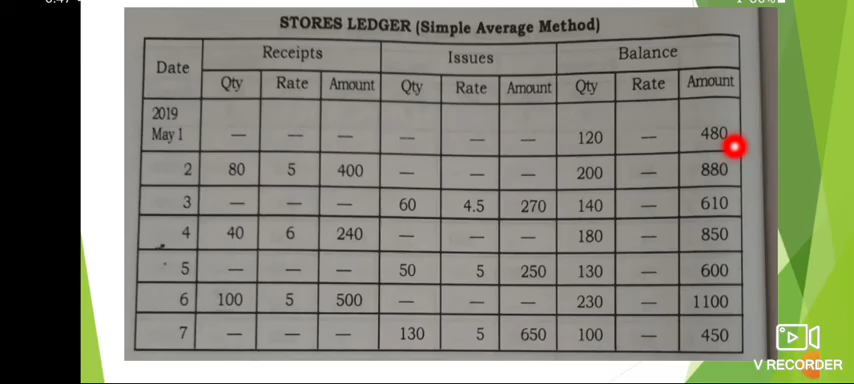 STORES LEDGER (Simple Average Method)
Date Receipts Issues Balance
Qty Rate Amount Qty Rate Amount Qty Rate Amount
2019
May 1 — — — — — — 120 — 480
2 80 5 400 — — — 200 — 880
3 — — — 60 4.5 270 140 — 610
4 40 6 240 — — — 180 — 850
5 — — — 50 5 250 130 — 600
6 100 5 500 — — — 230 — 1100
7 — — — 130 5 650 100 — 450
V RECORDER